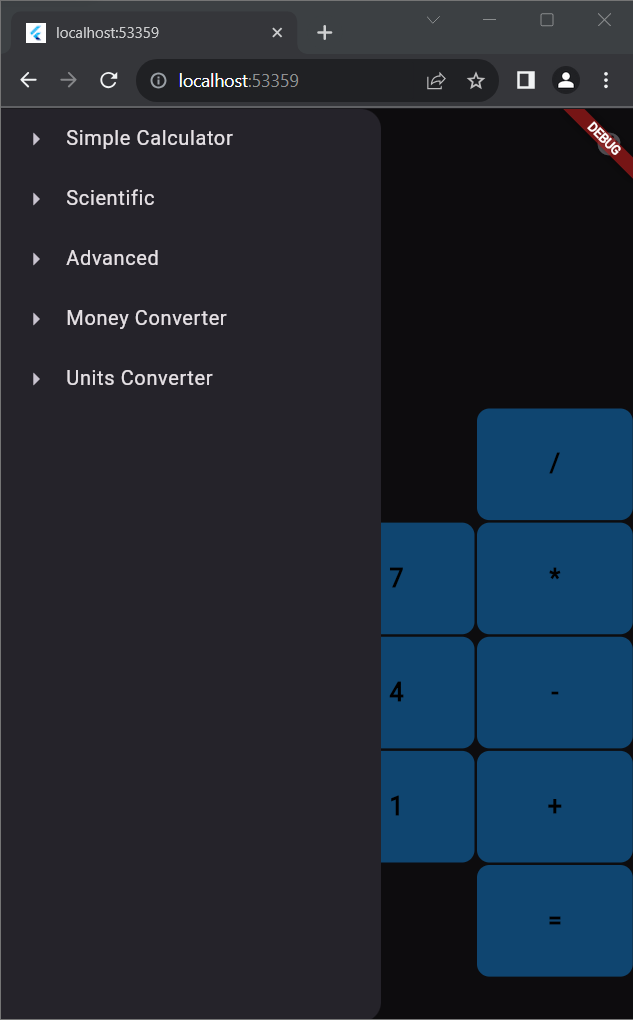 localhost:53359
localhost:53359
DEBUG
Simple Calculator
Scientific
Advanced
Money Converter
Units Converter
/
7 *
4 -
1 +
=